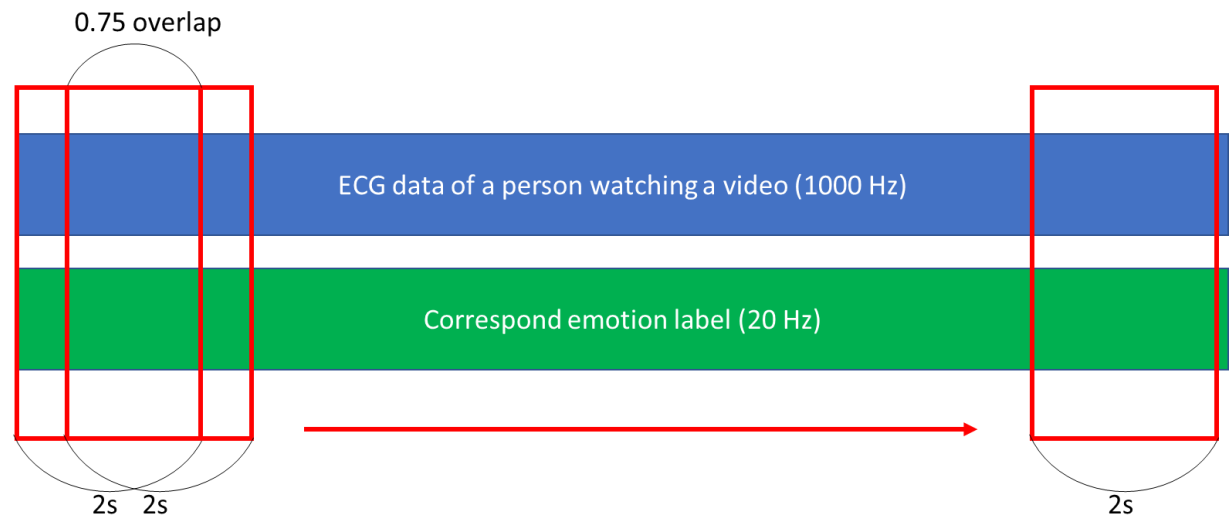 0.75 overlap
ECG data of a person watching a video (1000 Hz)
Correspond emotion label (20 Hz)
2s 2s 2s